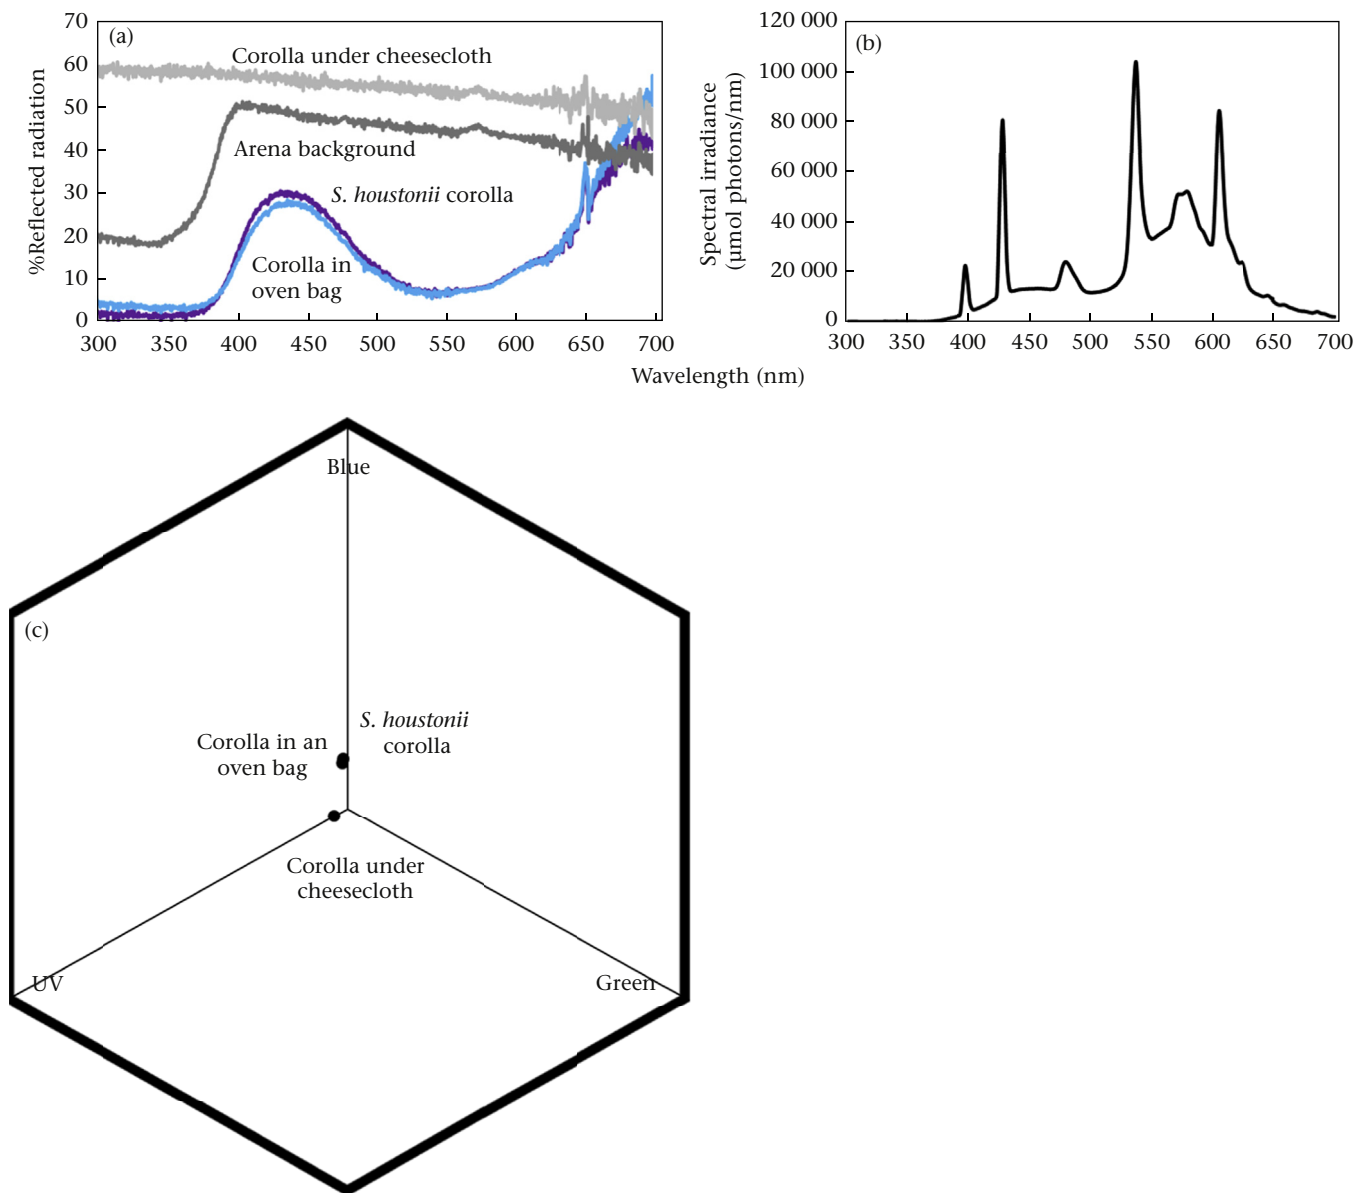 (a)
%Reflected radiation
70
60
50
40
30
20
10
0
Corolla under cheesecloth
Arena background
S. houstonii corolla
Corolla in
oven bag
300 350 400 450 500 550 600 650 700
(b)
Spectral irradiance
(μmol photons/nm)
120 000
100 000
80 000
60 000
40 000
20 000
0
300 350 400 450 500 550 600 650 700
Wavelength (nm)
Blue
(c)
S. houstonii
corolla
Corolla in an
oven bag
Corolla under
cheesecloth
UV
Green